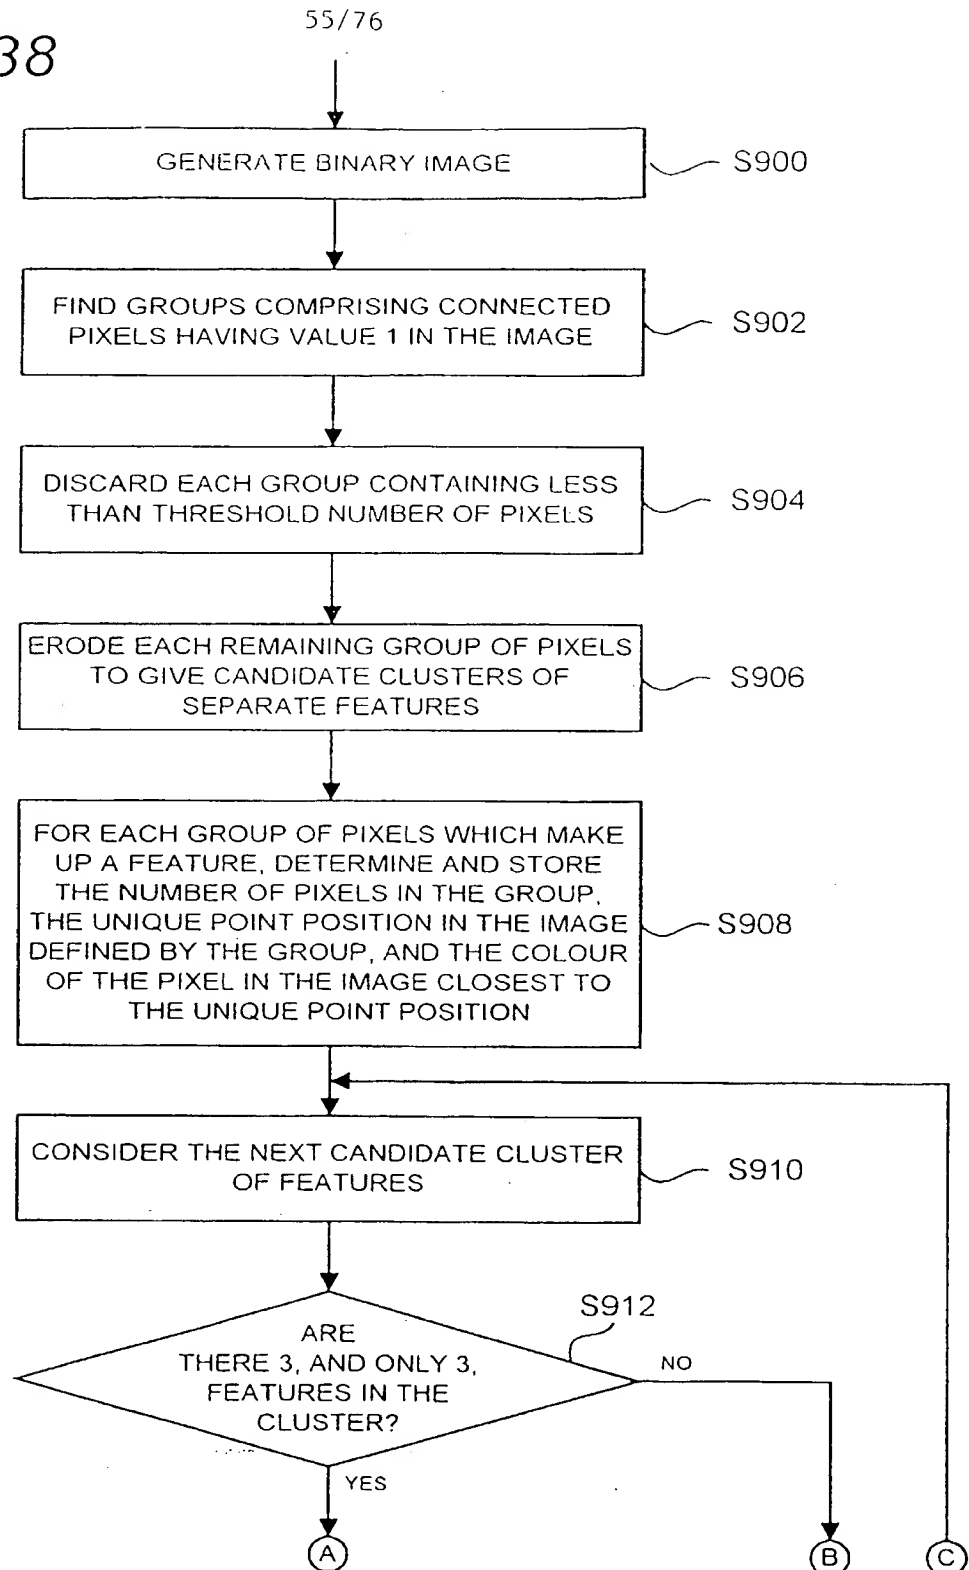 55/76
38
GENERATE BINARY IMAGE
S900
FIND GROUPS COMPRISING CONNECTED
PIXELS HAVING VALUE 1 IN THE IMAGE
S902
DISCARD EACH GROUP CONTAINING LESS
THAN THRESHOLD NUMBER OF PIXELS
S904
ERODE EACH REMAINING GROUP OF PIXELS
TO GIVE CANDIDATE CLUSTERS OF
SEPARATE FEATURES
S906
FOR EACH GROUP OF PIXELS WHICH MAKE
UP A FEATURE, DETERMINE AND STORE
THE NUMBER OF PIXELS IN THE GROUP,
THE UNIQUE POINT POSITION IN THE IMAGE
DEFINED BY THE GROUP, AND THE COLOUR
OF THE PIXEL IN THE IMAGE CLOSEST TO
THE UNIQUE POINT POSITION
S908
CONSIDER THE NEXT CANDIDATE CLUSTER
OF FEATURES
S910
S912
ARE
THERE 3, AND ONLY 3,
FEATURES IN THE
CLUSTER?
NO
YES
A
B
C